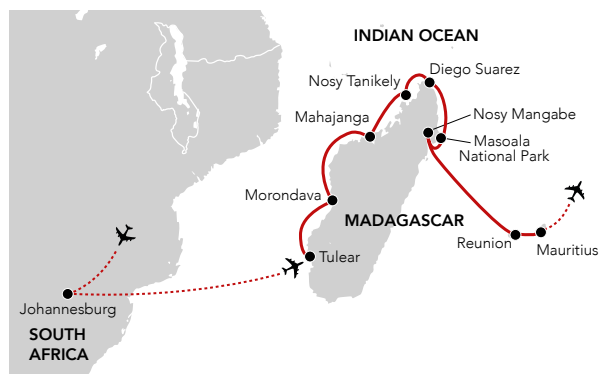 INDIAN OCEAN
Diego Suarez
Nosy Tanikely
Nosy Mangabe
Mahajanga
Masoala
National Park
Morondava
MADAGASCAR
Reunion
Mauritius
Tulear
Johannesburg
SOUTH
AFRICA